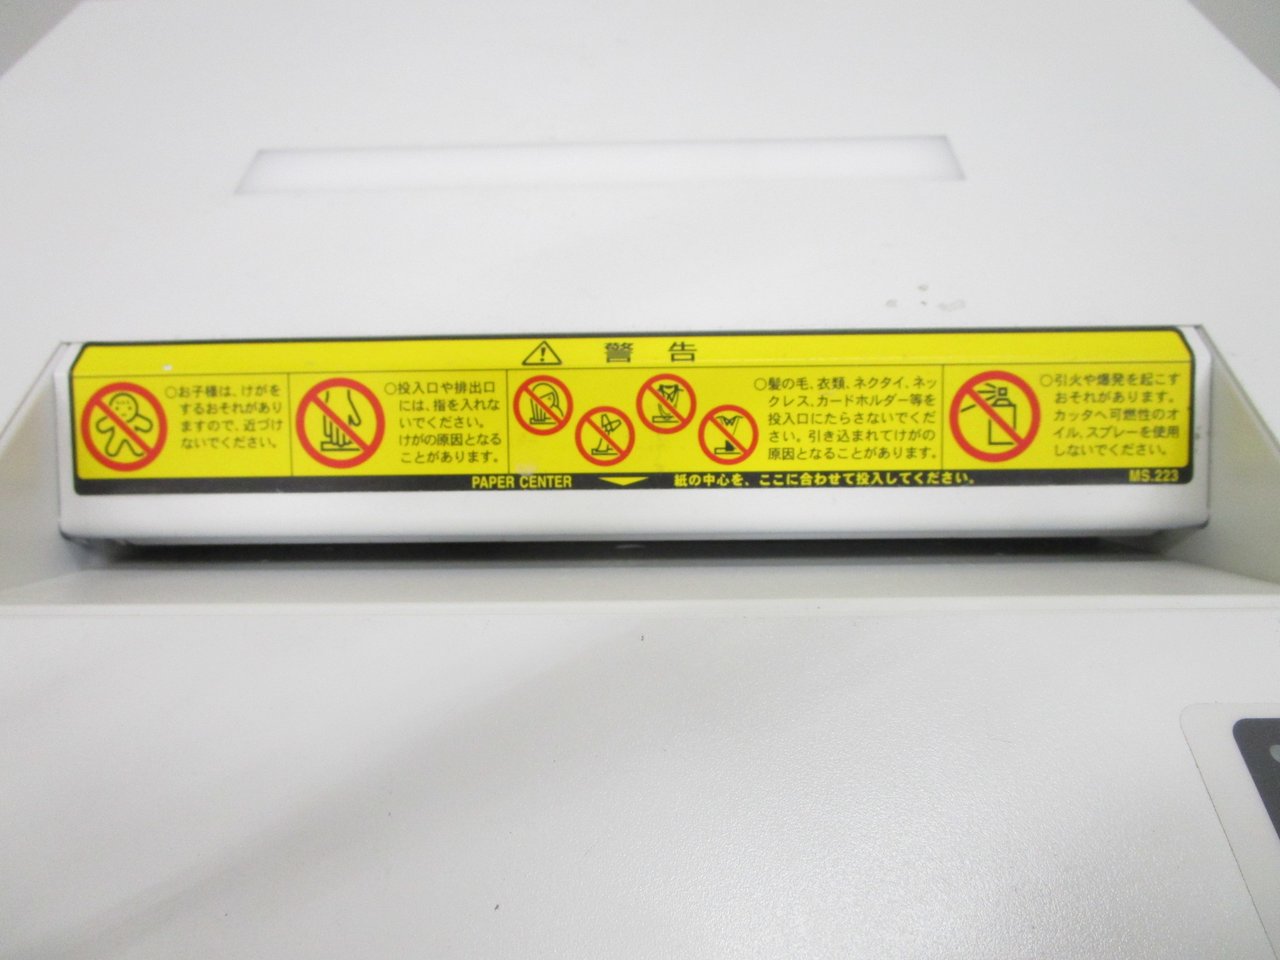 警 告
○お子様は、けがを
するおそれがあり
ますので、近づけ
ないでください。
○投入口や排出口
には、指を入れな
いでください。
けがの原因となる
ことがあります。
○髪の毛、衣類、ネクタイ、ネッ
クレス、カードホルダー等を
投入口にたらさないでくだ
さい。引き込まれてけがの
原因となることがあります。
○引火や爆発を起こす
おそれがあります。
カッタへ可燃性のオ
イル、スプレーを使用
しないでください。
PAPER CENTER 紙の中心を、ここに合わせて投入してください。
MS.223